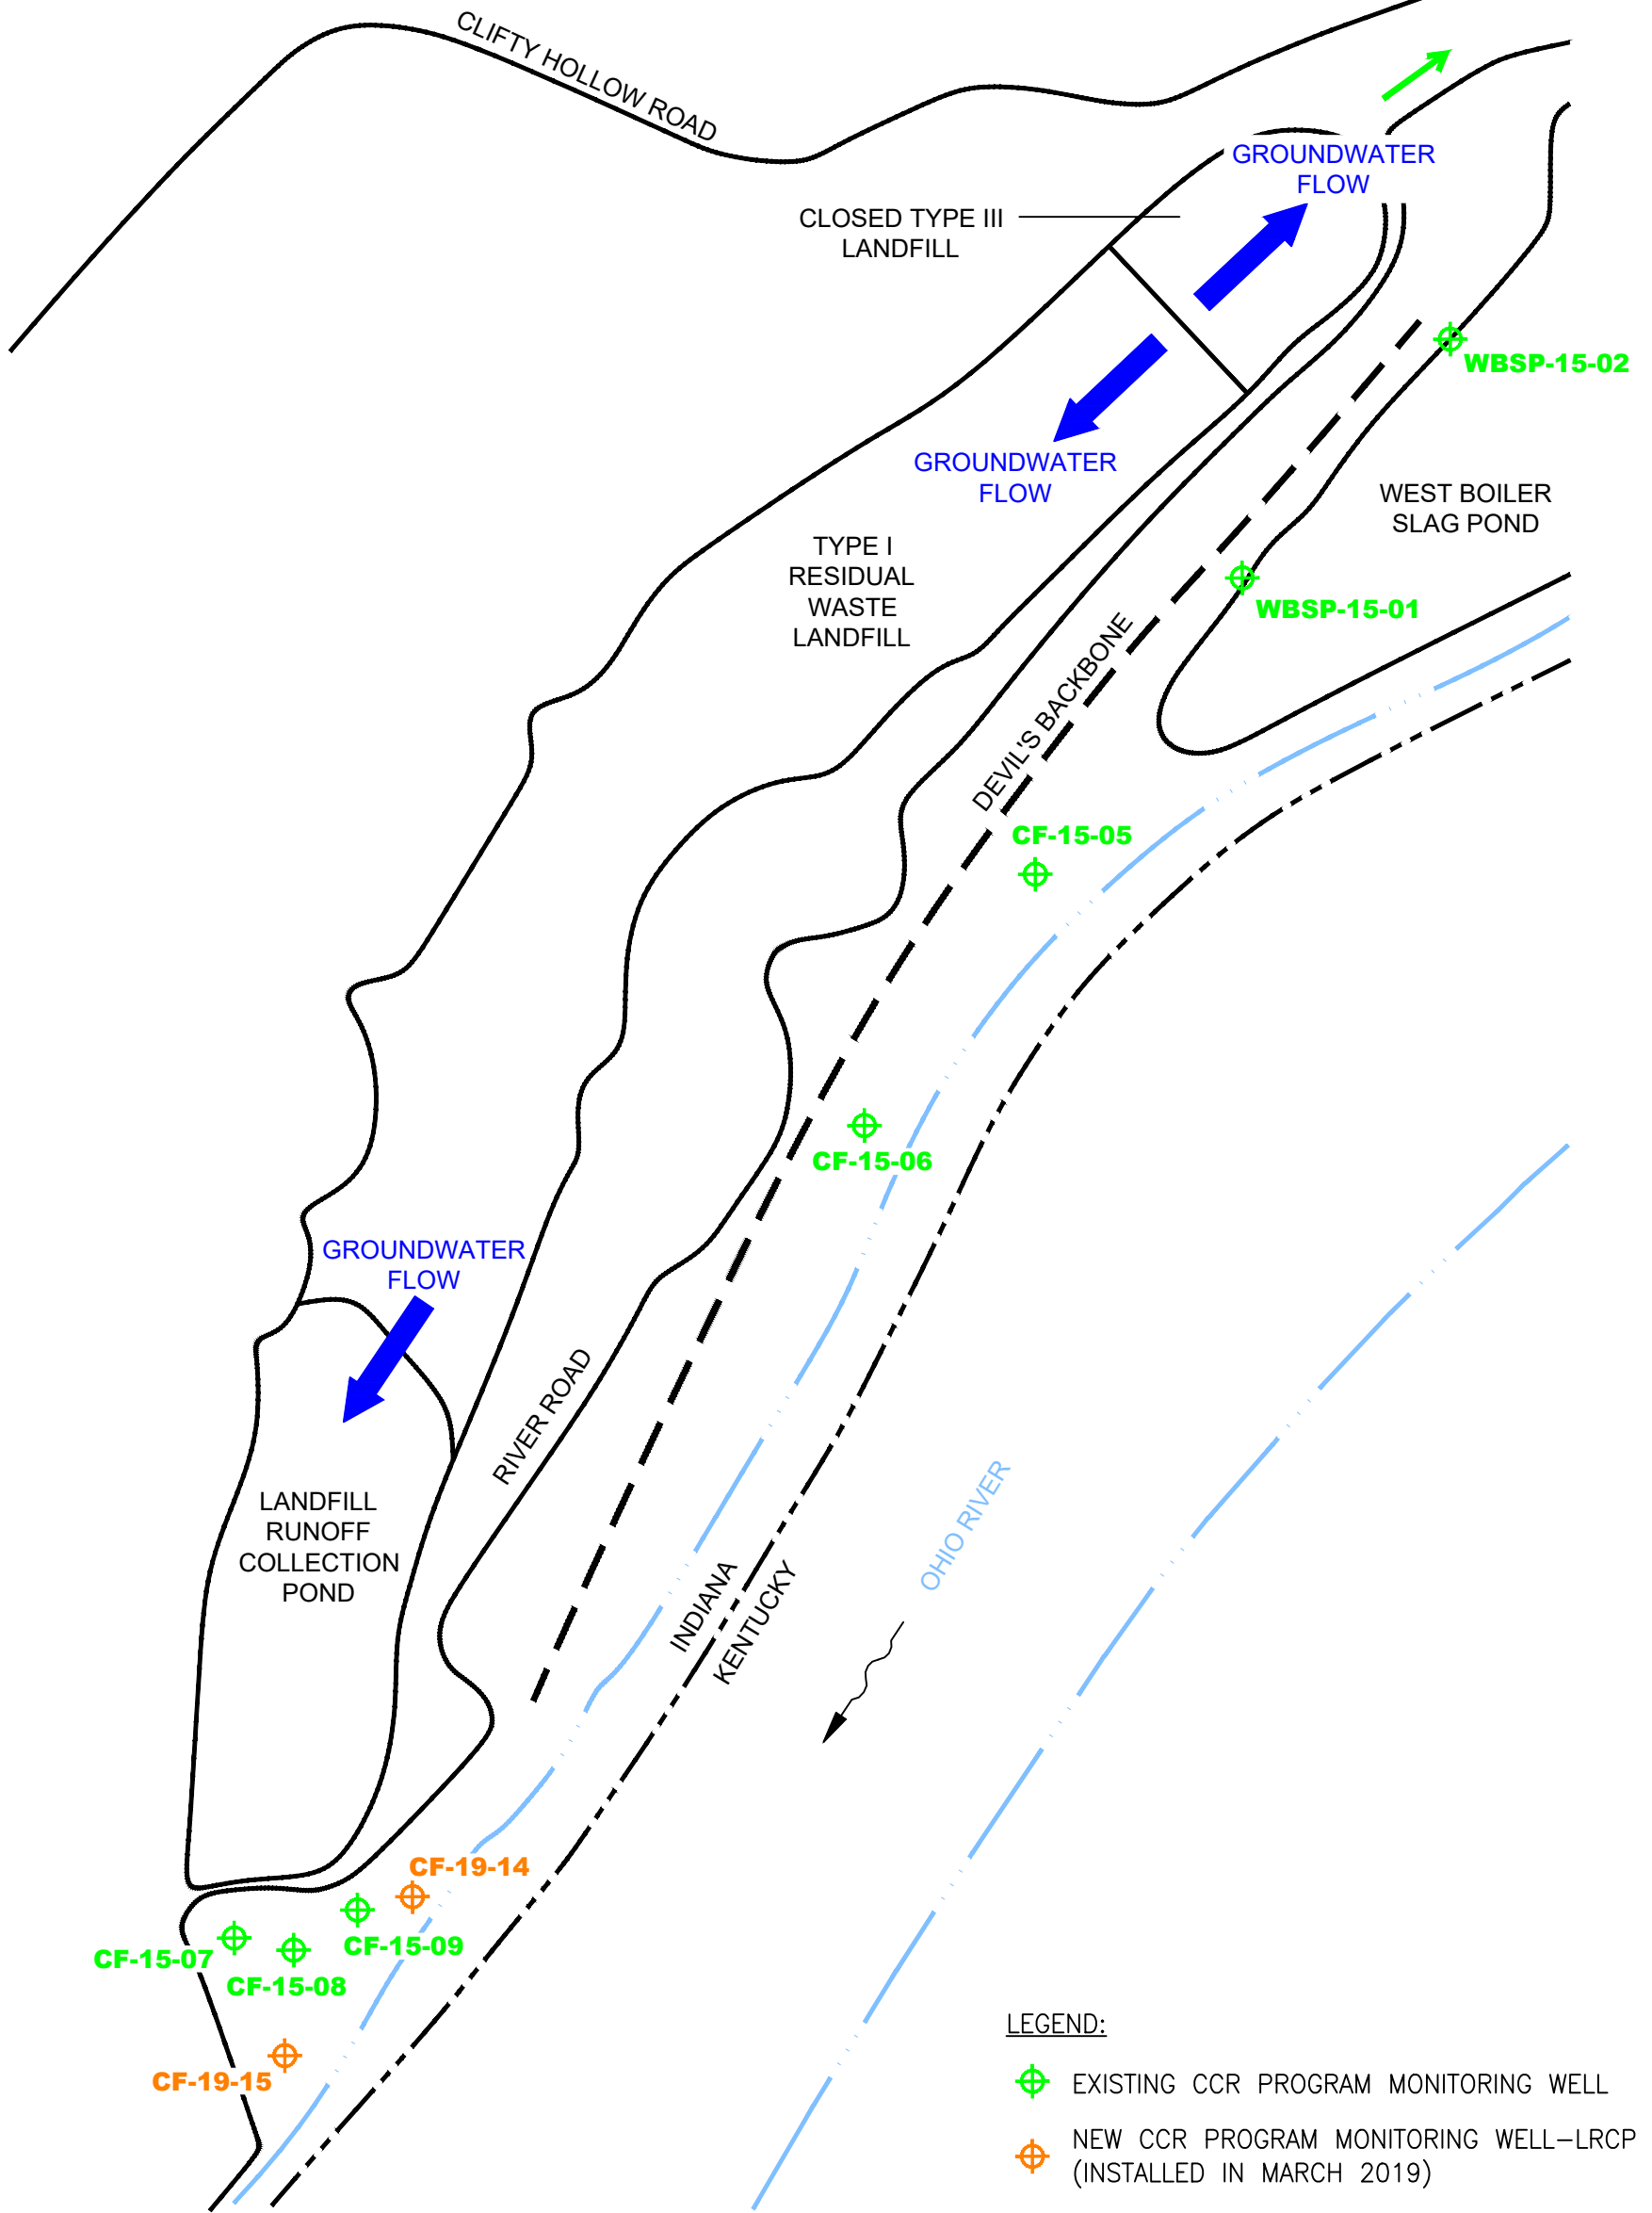 CLIFTY HOLLOW ROAD
GROUNDWATER
FLOW
CLOSED TYPE III
LANDFILL
WBSP-15-02
GROUNDWATER
FLOW
WEST BOILER
SLAG POND
TYPE I
RESIDUAL
WASTE
LANDFILL
WBSP-15-01
DEVIL'S BACKBONE
CF-15-05
CF-15-06
GROUNDWATER
FLOW
RIVER ROAD
LANDFILL
RUNOFF
COLLECTION
POND
OHIO RIVER
INDIANA
KENTUCKY
CF-19-14
CF-15-07
CF-15-09
CF-15-08
CF-19-15
LEGEND:
EXISTING CCR PROGRAM MONITORING WELL
NEW CCR PROGRAM MONITORING WELL-LRCP
(INSTALLED IN MARCH 2019)